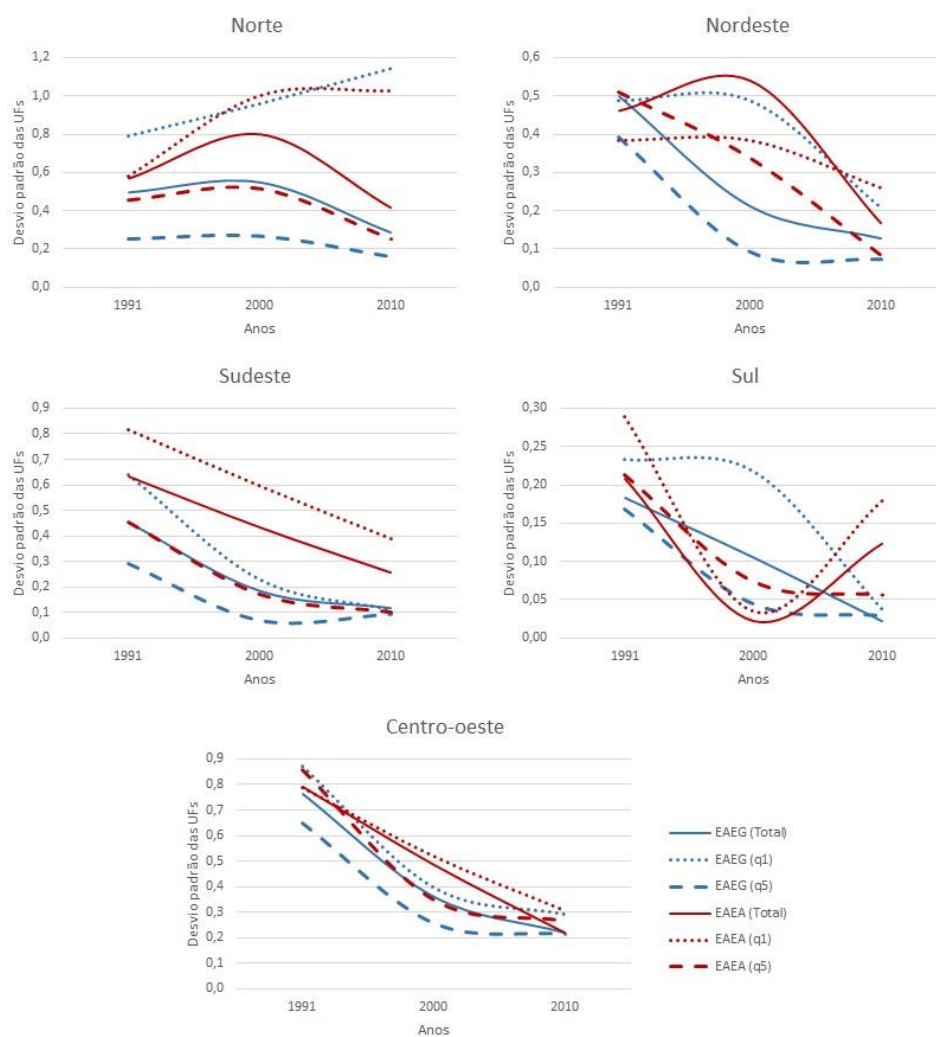 Norte
Desvio padrão das UFs
1,2
1,0
0,8
0,6
0,4
0,2
0,0
1991 2000 2010
Anos
Nordeste
Desvio padrão das UFs
0,6
0,5
0,4
0,3
0,2
0,1
0,0
1991 2000 2010
Anos
Sudeste
Desvio padrão das UFs
0,9
0,8
0,7
0,6
0,5
0,4
0,3
0,2
0,1
0,0
1991 2000 2010
Anos
Sul
Desvio padrão das UFs
0,30
0,25
0,20
0,15
0,10
0,05
0,00
1991 2000 2010
Anos
Centro-oeste
Desvio padrão das UFs
0,9
0,8
0,7
0,6
0,5
0,4
0,3
0,2
0,1
0,0
1991 2000 2010
Anos
EAEG (Total)
EAEG (q1)
EAEG (q5)
EAEA (Total)
EAEA (q1)
EAEA (q5)